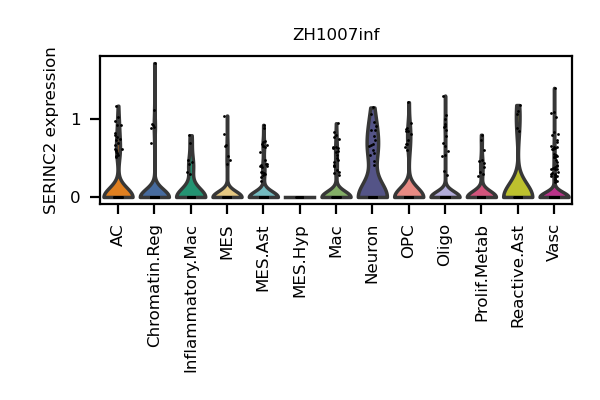 ZH1007inf
SERINC2 expression
1
0
AC
Chromatin.Reg
Inflammatory.Mac
MES
MES.Ast
MES.Hyp
Mac
Neuron
OPC
Oligo
Prolif.Metab
Reactive.Ast
Vasc